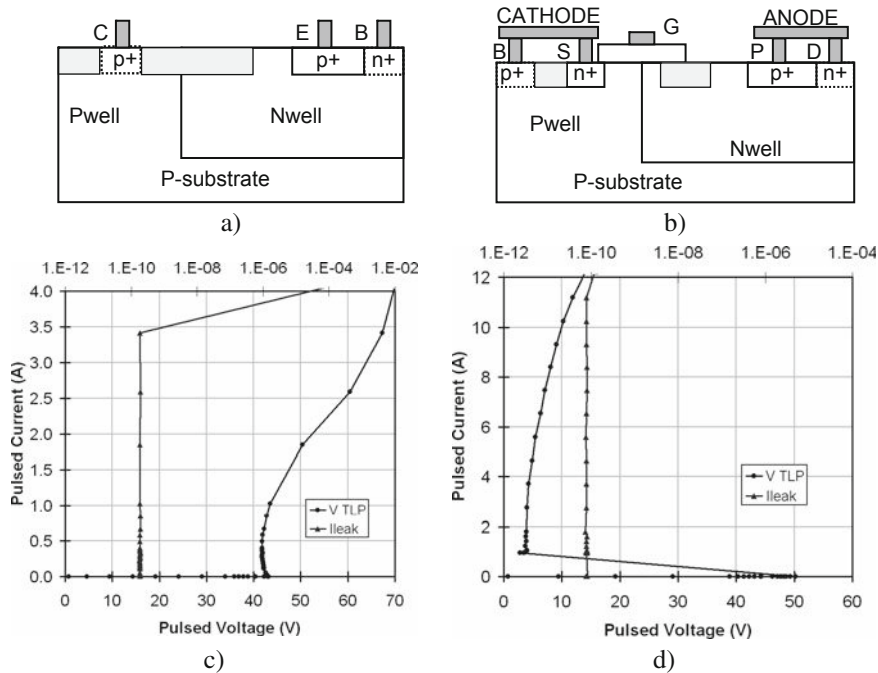 C E B
p+ p+ n+
Pwell Nwell
P-substrate
a)
CATHODE G ANODE
B S P D
p+ n+ p+ n+
Pwell
Nwell
P-substrate
b)
1.E-12 1.E-10 1.E-08 1.E-06 1.E-04 1.E-02
4.0
3.5
3.0
2.5
2.0
1.5
1.0
0.5
0.0
Pulsed Current (A)
V TLP
Ileak
0 10 20 30 40 50 60 70
Pulsed Voltage (V)
c)
1.E-12 1.E-10 1.E-08 1.E-06 1.E-04
12
10
8
6
4
2
0
Pulsed Current (A)
V TLP
Ileak
0 10 20 30 40 50 60
Pulsed Voltage (V)
d)